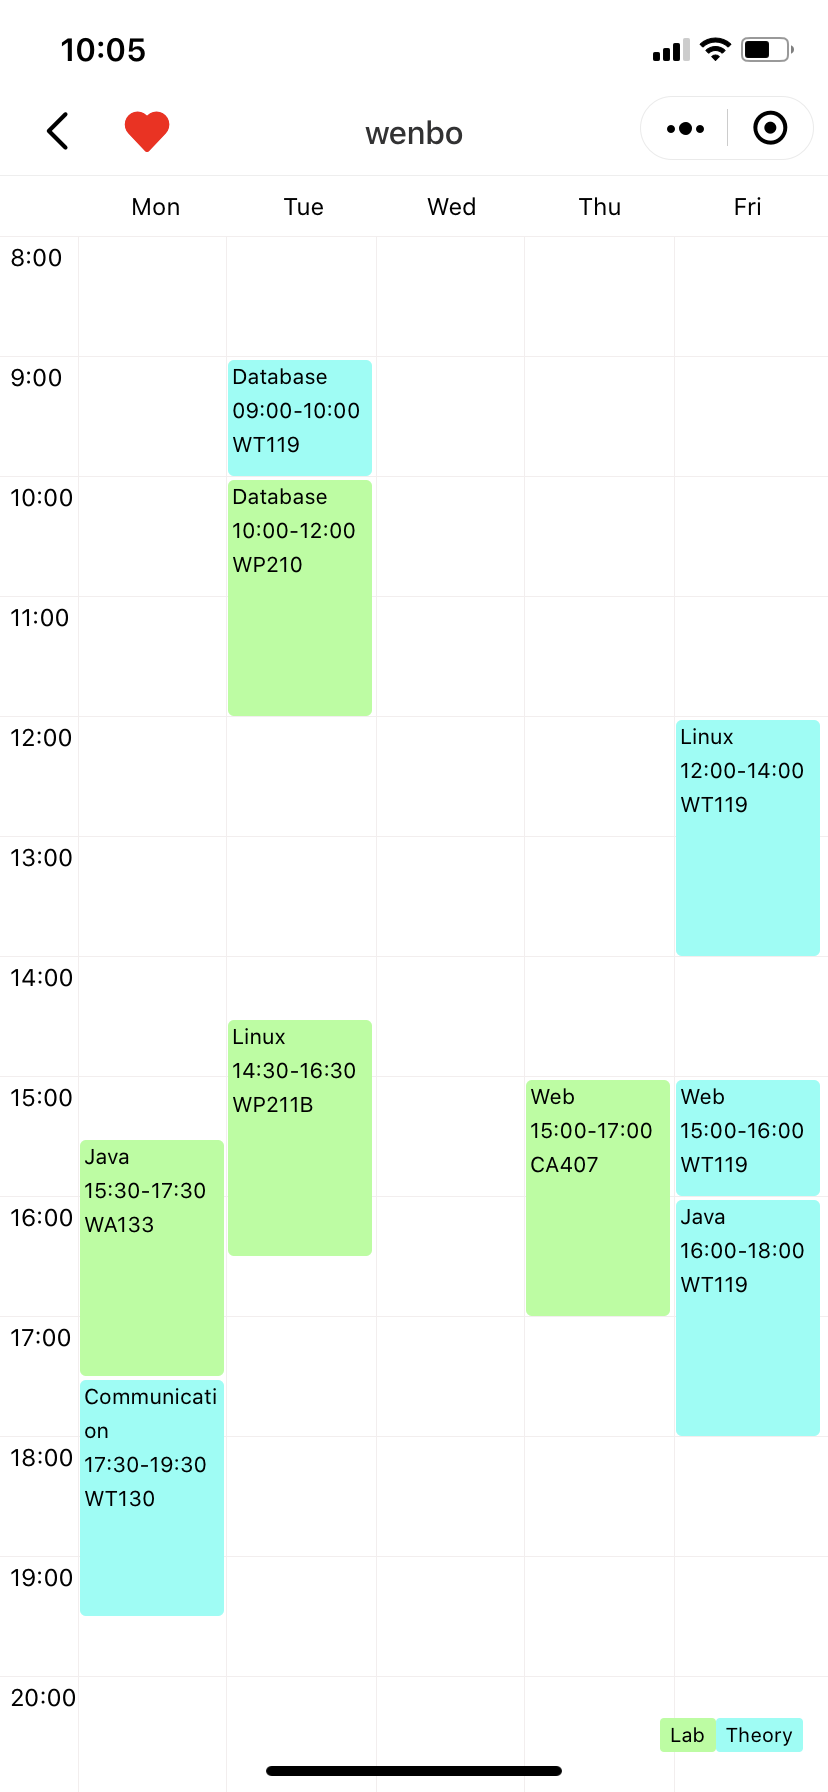 10:05
wenbo
Mon Tue Wed Thu Fri
8:00
9:00
Database
09:00-10:00
WT119
10:00
Database
10:00-12:00
WP210
11:00
12:00
Linux
12:00-14:00
WT119
13:00
14:00
Linux
14:30-16:30
WP211B
15:00
Web
15:00-17:00
CA407
Web
15:00-16:00
WT119
Java
15:30-17:30
WA133
16:00
Java
16:00-18:00
WT119
17:00
Communicati
on
17:30-19:30
WT130
18:00
19:00
20:00
Lab Theory